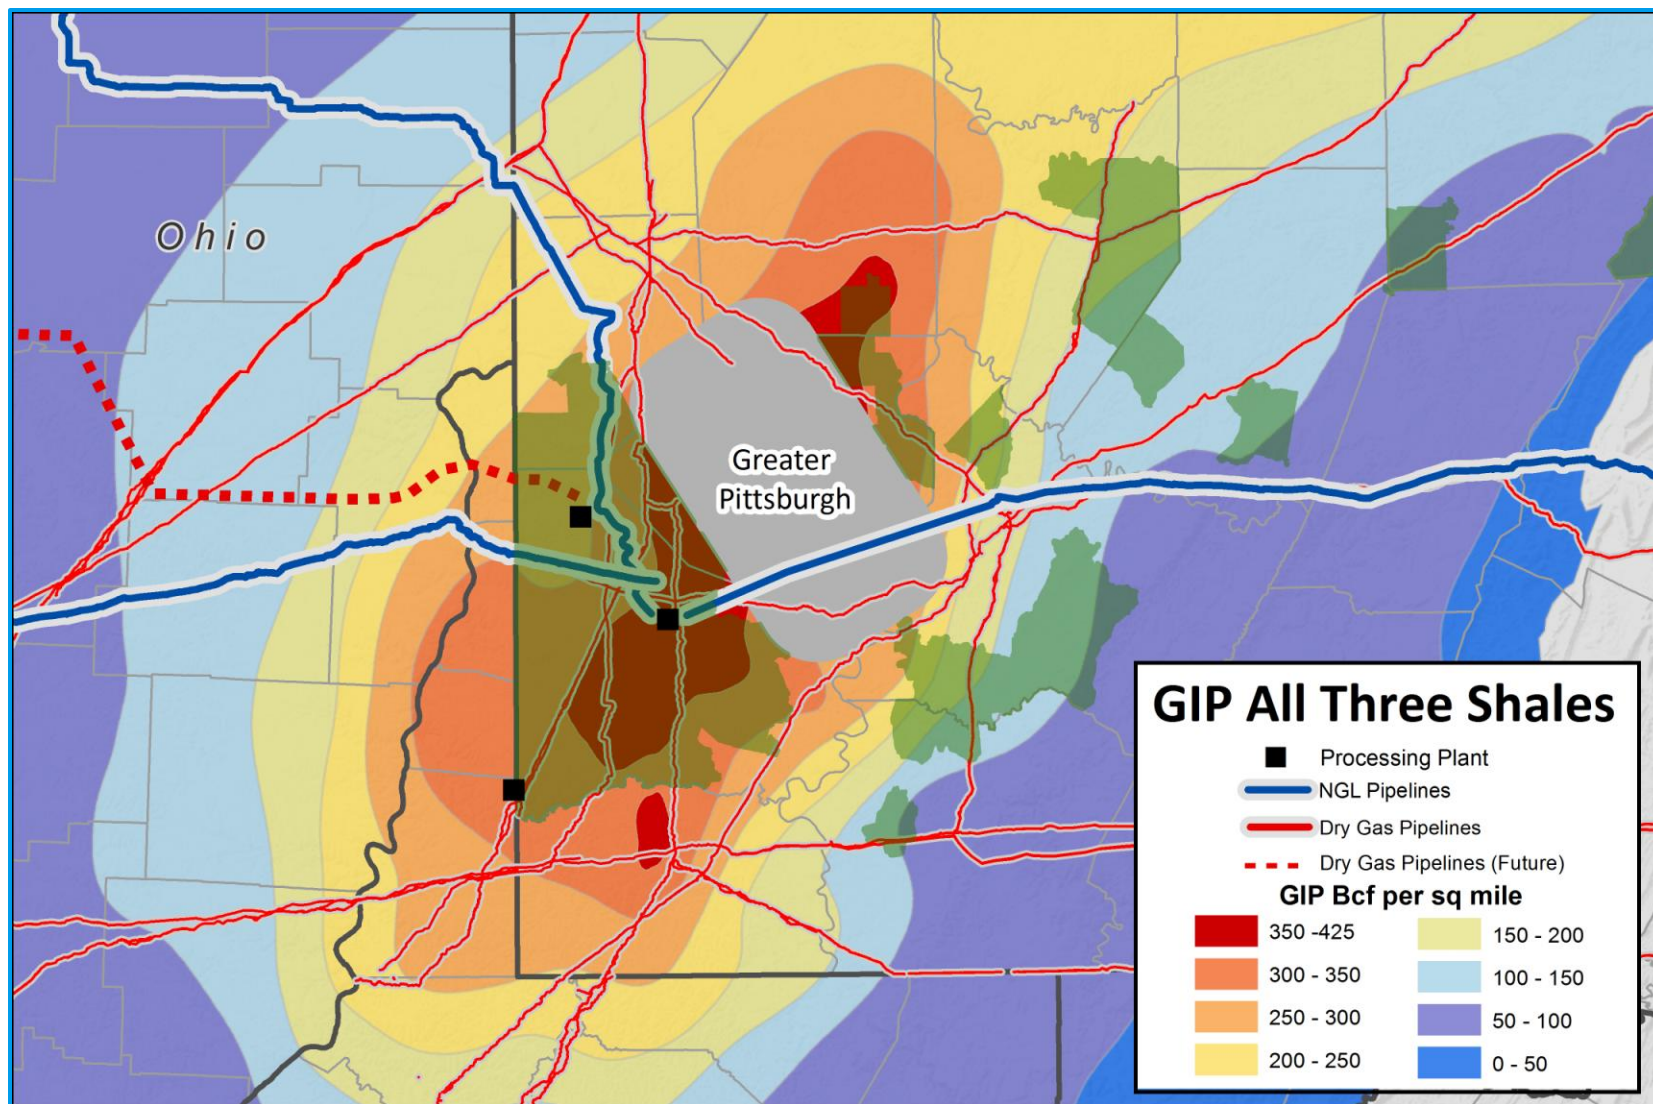 Ohio
Greater
Pittsburgh
GIP All Three Shales
Processing Plant
NGL Pipelines
Dry Gas Pipelines
Dry Gas Pipelines (Future)
GIP Bcf per sq mile
350 -425
300 - 350
250 - 300
200 - 250
150 - 200
100 - 150
50 - 100
0 - 50